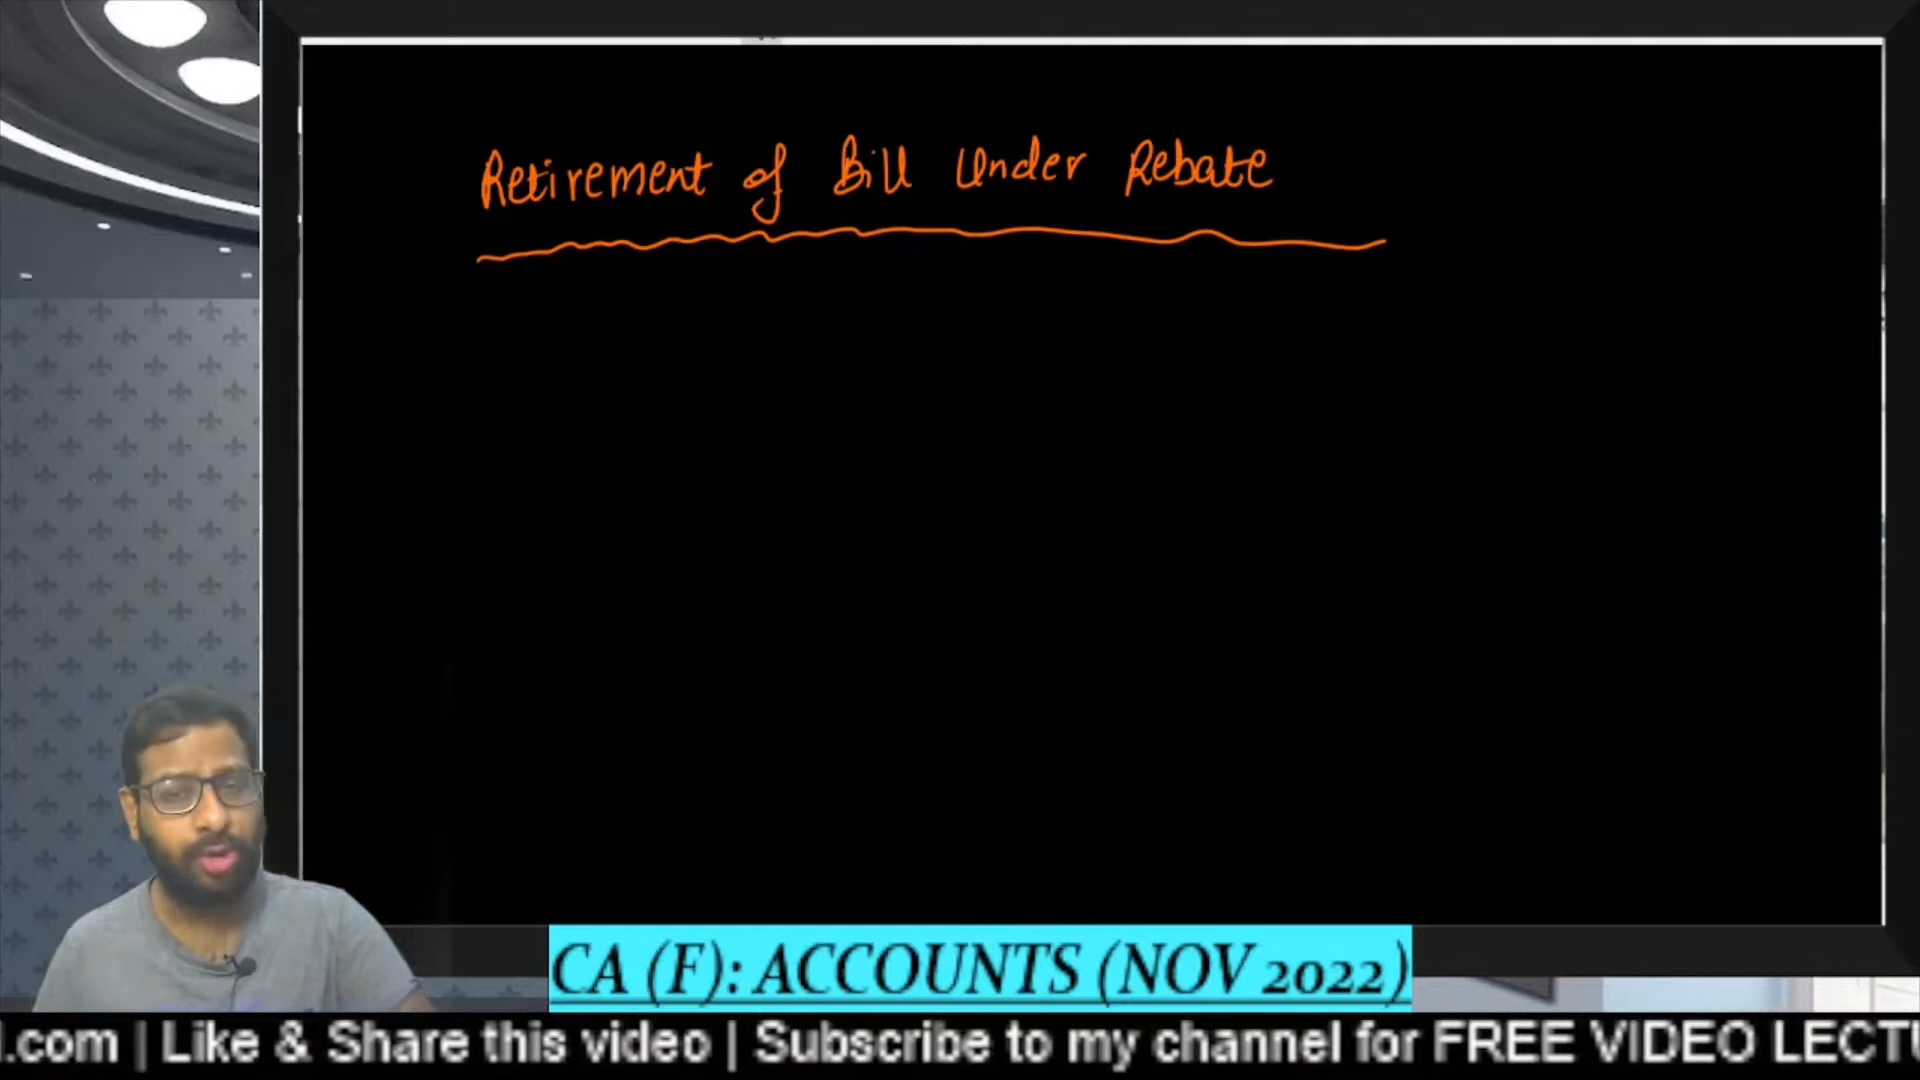 Retirement of Bill Under Rebate
CA (F): ACCOUNTS (NOV 2022)
.com | Like & Share this video | Subscribe to my channel for FREE VIDEO